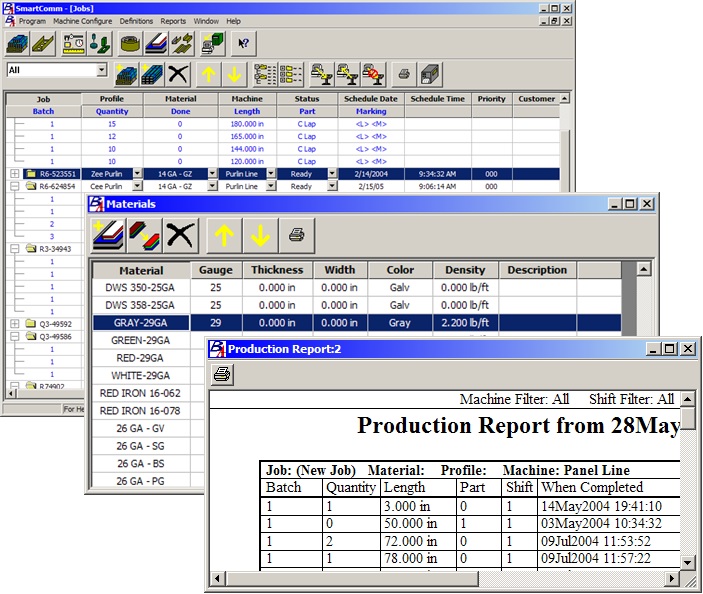 SmartComm - [Jobs]
Program Machine Configure Definitions Reports Window Help
All
Job Profile Material Machine Status Schedule Date Schedule Time Priority Customer
Batch Quantity Done Length Part Marking
1 15 0 180.000 in C Lap <L> <M>
1 12 0 165.000 in C Lap <L> <M>
1 10 0 144.000 in C Lap <L> <M>
1 10 0 120.000 in C Lap <L> <M>
R6-523551 Zee Purlin 14 GA - GZ Purlin Line Ready 2/14/2004 9:34:32 AM 000
R6-624854 Cee Purlin 14 GA - GZ Purlin Line Ready 2/15/05 9:06:14 AM 000
1
1
2
3
R3-34943
1
1
1
Q3-49592
Q3-49586
1
1
1
R74902
For He
Materials
Material Gauge Thickness Width Color Density Description
DWS 350-25GA 25 0.000 in 0.000 in Galv 0.000 lb/ft
DWS 358-25GA 25 0.000 in 0.000 in Galv 0.000 lb/ft
GRAY-29GA 29 0.000 in 0.000 in Gray 2.200 lb/ft
GREEN-29GA
RED-29GA
WHITE-29GA
RED IRON 16-062
RED IRON 16-078
26 GA - GV
26 GA - SG
26 GA - BS
26 GA - PG
Production Report:2
Machine Filter: All Shift Filter: All
Production Report from 28May
Job: (New Job) Material: Profile: Machine: Panel Line
Batch Quantity Length Part Shift When Completed
1 1 3.000 in 0 1 14May2004 19:41:10
1 0 50.000 in 1 1 03May2004 10:34:32
1 2 72.000 in 0 1 09Jul2004 11:53:52
1 1 78.000 in 0 1 09Jul2004 11:57:22